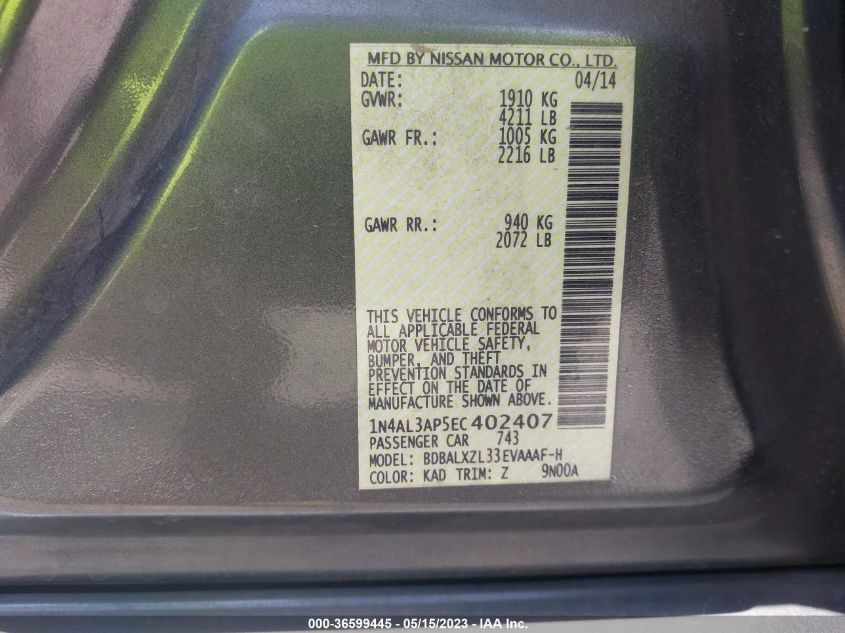 MFD BY NISSAN MOTOR CO., LTD.
DATE: 04/14
GVWR: 1910 KG
4211 LB
GAWR FR.: 1005 KG
2216 LB
GAWR RR.: 940 KG
2072 LB
THIS VEHICLE CONFORMS TO
ALL APPLICABLE FEDERAL
MOTOR VEHICLE SAFETY,
BUMPER, AND THEFT
PREVENTION STANDARDS IN
EFFECT ON THE DATE OF
MANUFACTURE SHOWN ABOVE.
1N4AL3AP5EC402407
PASSENGER CAR 743
MODEL: BDBALXZL33EVAAAF-H
COLOR: KAD TRIM: Z 9N00A
000-36599445 - 05/15/2023 - IAA Inc.